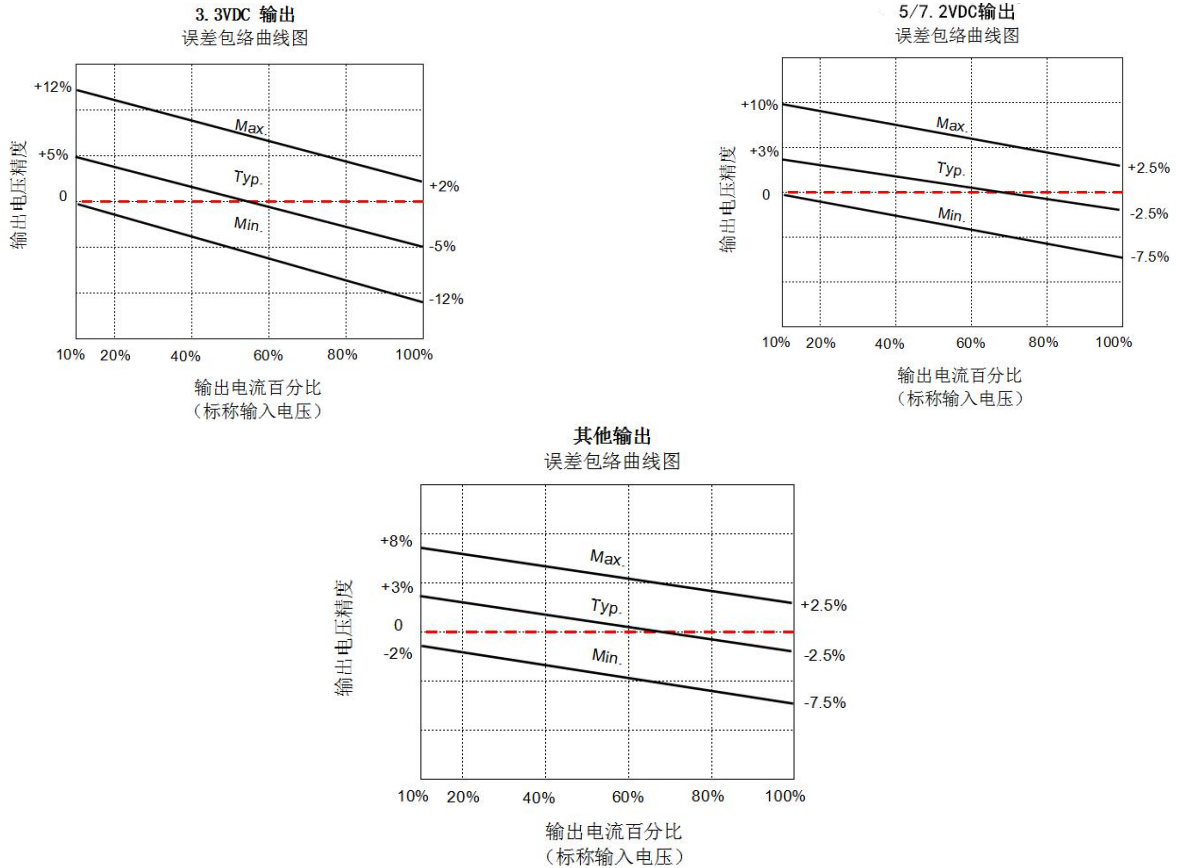 3.3VDC 输出
误差包络曲线图
+12%
+5%
0
输出电压精度
Max.
Typ.
Min.
+2%
-5%
-12%
10% 20% 40% 60% 80% 100%
输出电流百分比
（标称输入电压）
5/7.2VDC输出
误差包络曲线图
+10%
+3%
0
输出电压精度
Max.
Typ.
Min.
+2.5%
-2.5%
-7.5%
10% 20% 40% 60% 80% 100%
输出电流百分比
（标称输入电压）
其他输出
误差包络曲线图
+8%
+3%
0
-2%
输出电压精度
Max.
Typ.
Min.
+2.5%
-2.5%
-7.5%
10% 20% 40% 60% 80% 100%
输出电流百分比
（标称输入电压）